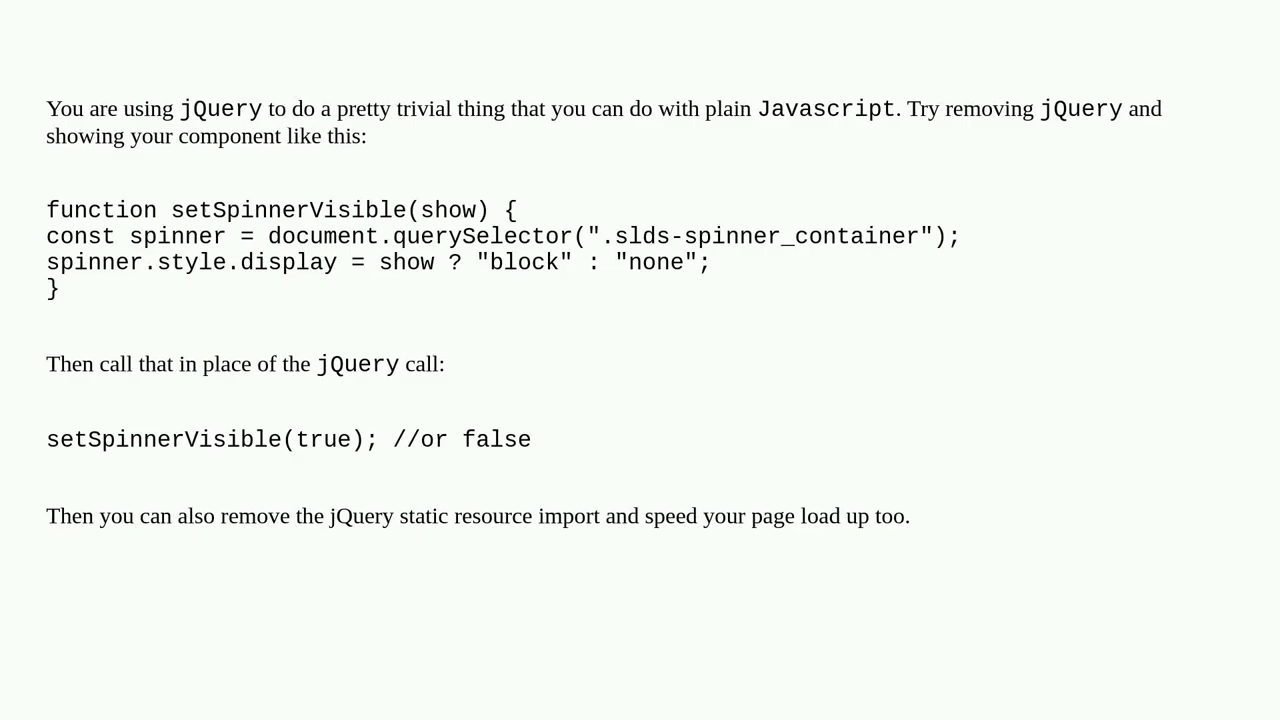 You are using jQuery to do a pretty trivial thing that you can do with plain Javascript. Try removing jQuery and
showing your component like this:
function setSpinnerVisible(show) {
const spinner = document.querySelector(".slds-spinner_container");
spinner.style.display = show ? "block" : "none";
}
Then call that in place of the jQuery call:
setSpinnerVisible(true); //or false
Then you can also remove the jQuery static resource import and speed your page load up too.